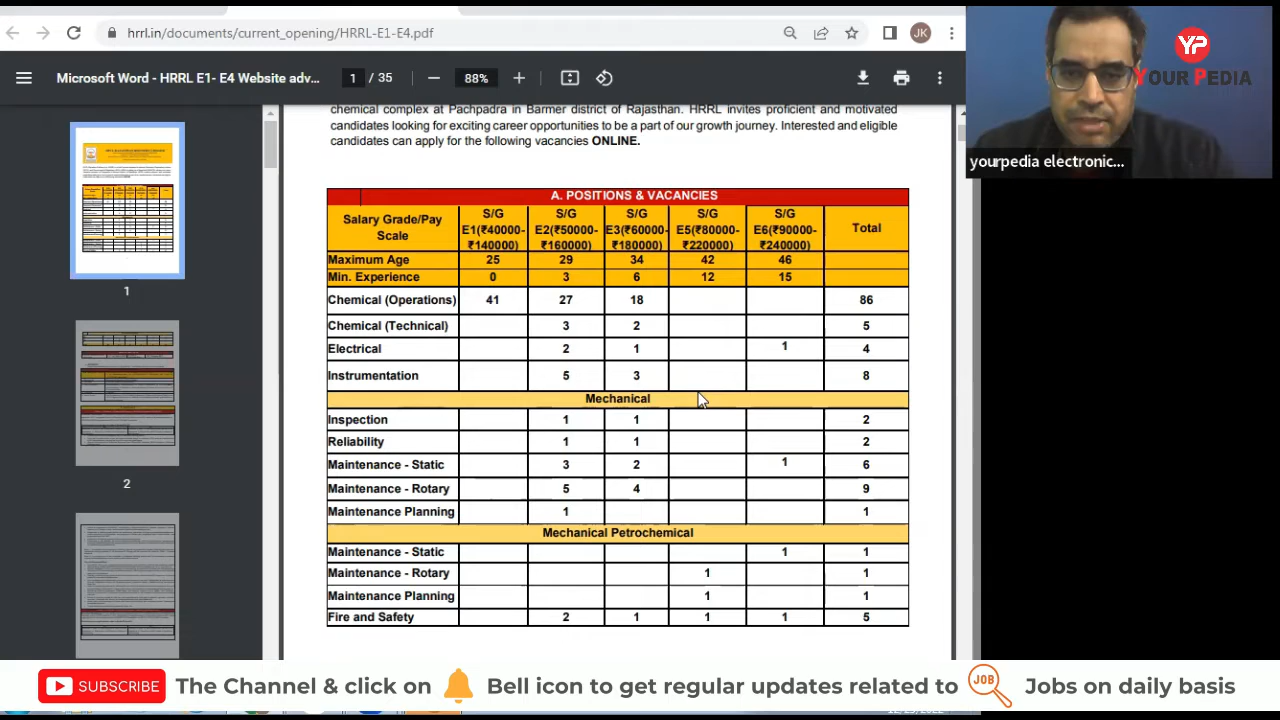 hrrl.in/documents/current_opening/HRRL-E1-E4.pdf
JK
YP
YOUR PEDIA
Microsoft Word - HRRL E1- E4 Website adv...
1 / 35
88%
yourpedia electronic...
chemical complex at Pachpadra in Barmer district of Rajasthan. HRRL invites proficient and motivated
candidates looking for exciting career opportunities to be a part of our growth journey. Interested and eligible
candidates can apply for the following vacancies ONLINE.
A. POSITIONS & VACANCIES
Salary Grade/Pay Scale S/G E1(₹40000-₹140000) S/G E2(₹50000-₹160000) S/G E3(₹60000-₹180000) S/G E5(₹80000-₹220000) S/G E6(₹90000-₹240000) Total
Maximum Age 25 29 34 42 46
Min. Experience 0 3 6 12 15
Chemical (Operations) 41 27 18 86
Chemical (Technical) 3 2 5
Electrical 2 1 1 4
Instrumentation 5 3 8
Mechanical
Inspection 1 1 2
Reliability 1 1 2
Maintenance - Static 3 2 1 6
Maintenance - Rotary 5 4 9
Maintenance Planning 1 1
Mechanical Petrochemical
Maintenance - Static 1 1
Maintenance - Rotary 1 1
Maintenance Planning 1 1
Fire and Safety 2 1 1 1 5
1
2
SUBSCRIBE The Channel & click on Bell icon to get regular updates related to JOB Jobs on daily basis